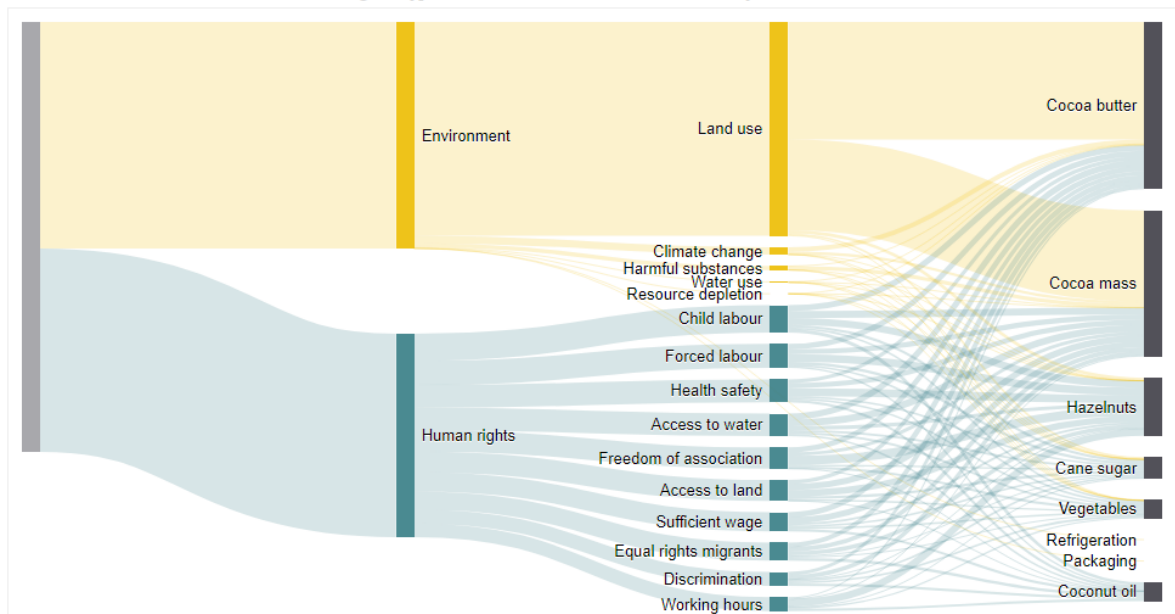 Environment
Human rights
Land use
Climate change
Harmful substances
Water use
Resource depletion
Child labour
Forced labour
Health safety
Access to water
Freedom of association
Access to land
Sufficient wage
Equal rights migrants
Discrimination
Working hours
Cocoa butter
Cocoa mass
Hazelnuts
Cane sugar
Vegetables
Refrigeration
Packaging
Coconut oil